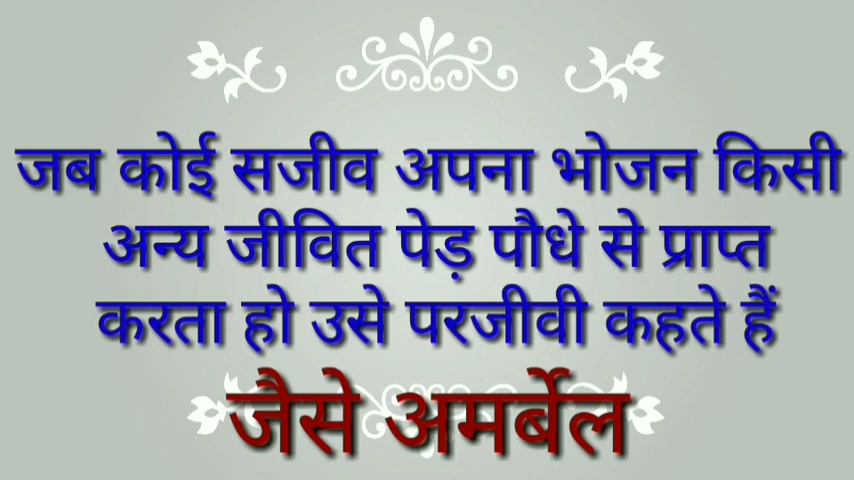 जब कोई सजीव अपना भोजन किसी
अन्य जीवित पेड़ पौधे से प्राप्त
करता हो उसे परजीवी कहते हैं
जैसे अमर्बेल